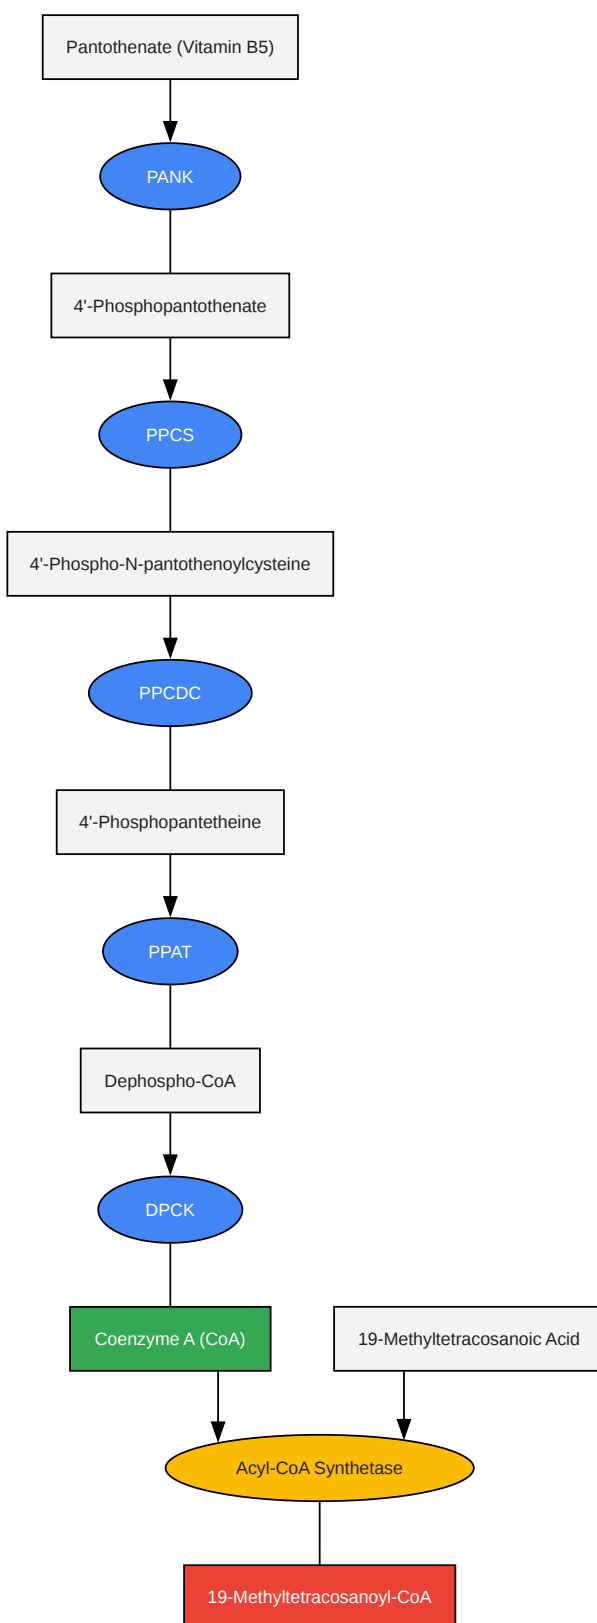 Pantothenate (Vitamin B5)
PANK
4'-Phosphopantothenate
PPCS
4'-Phospho-N-pantothenoylcysteine
PPCDC
4'-Phosphopantetheine
PPAT
Dephospho-CoA
DPCK
Coenzyme A (CoA)
19-Methyltetracosanoic Acid
Acyl-CoA Synthetase
19-Methyltetracosanoyl-CoA